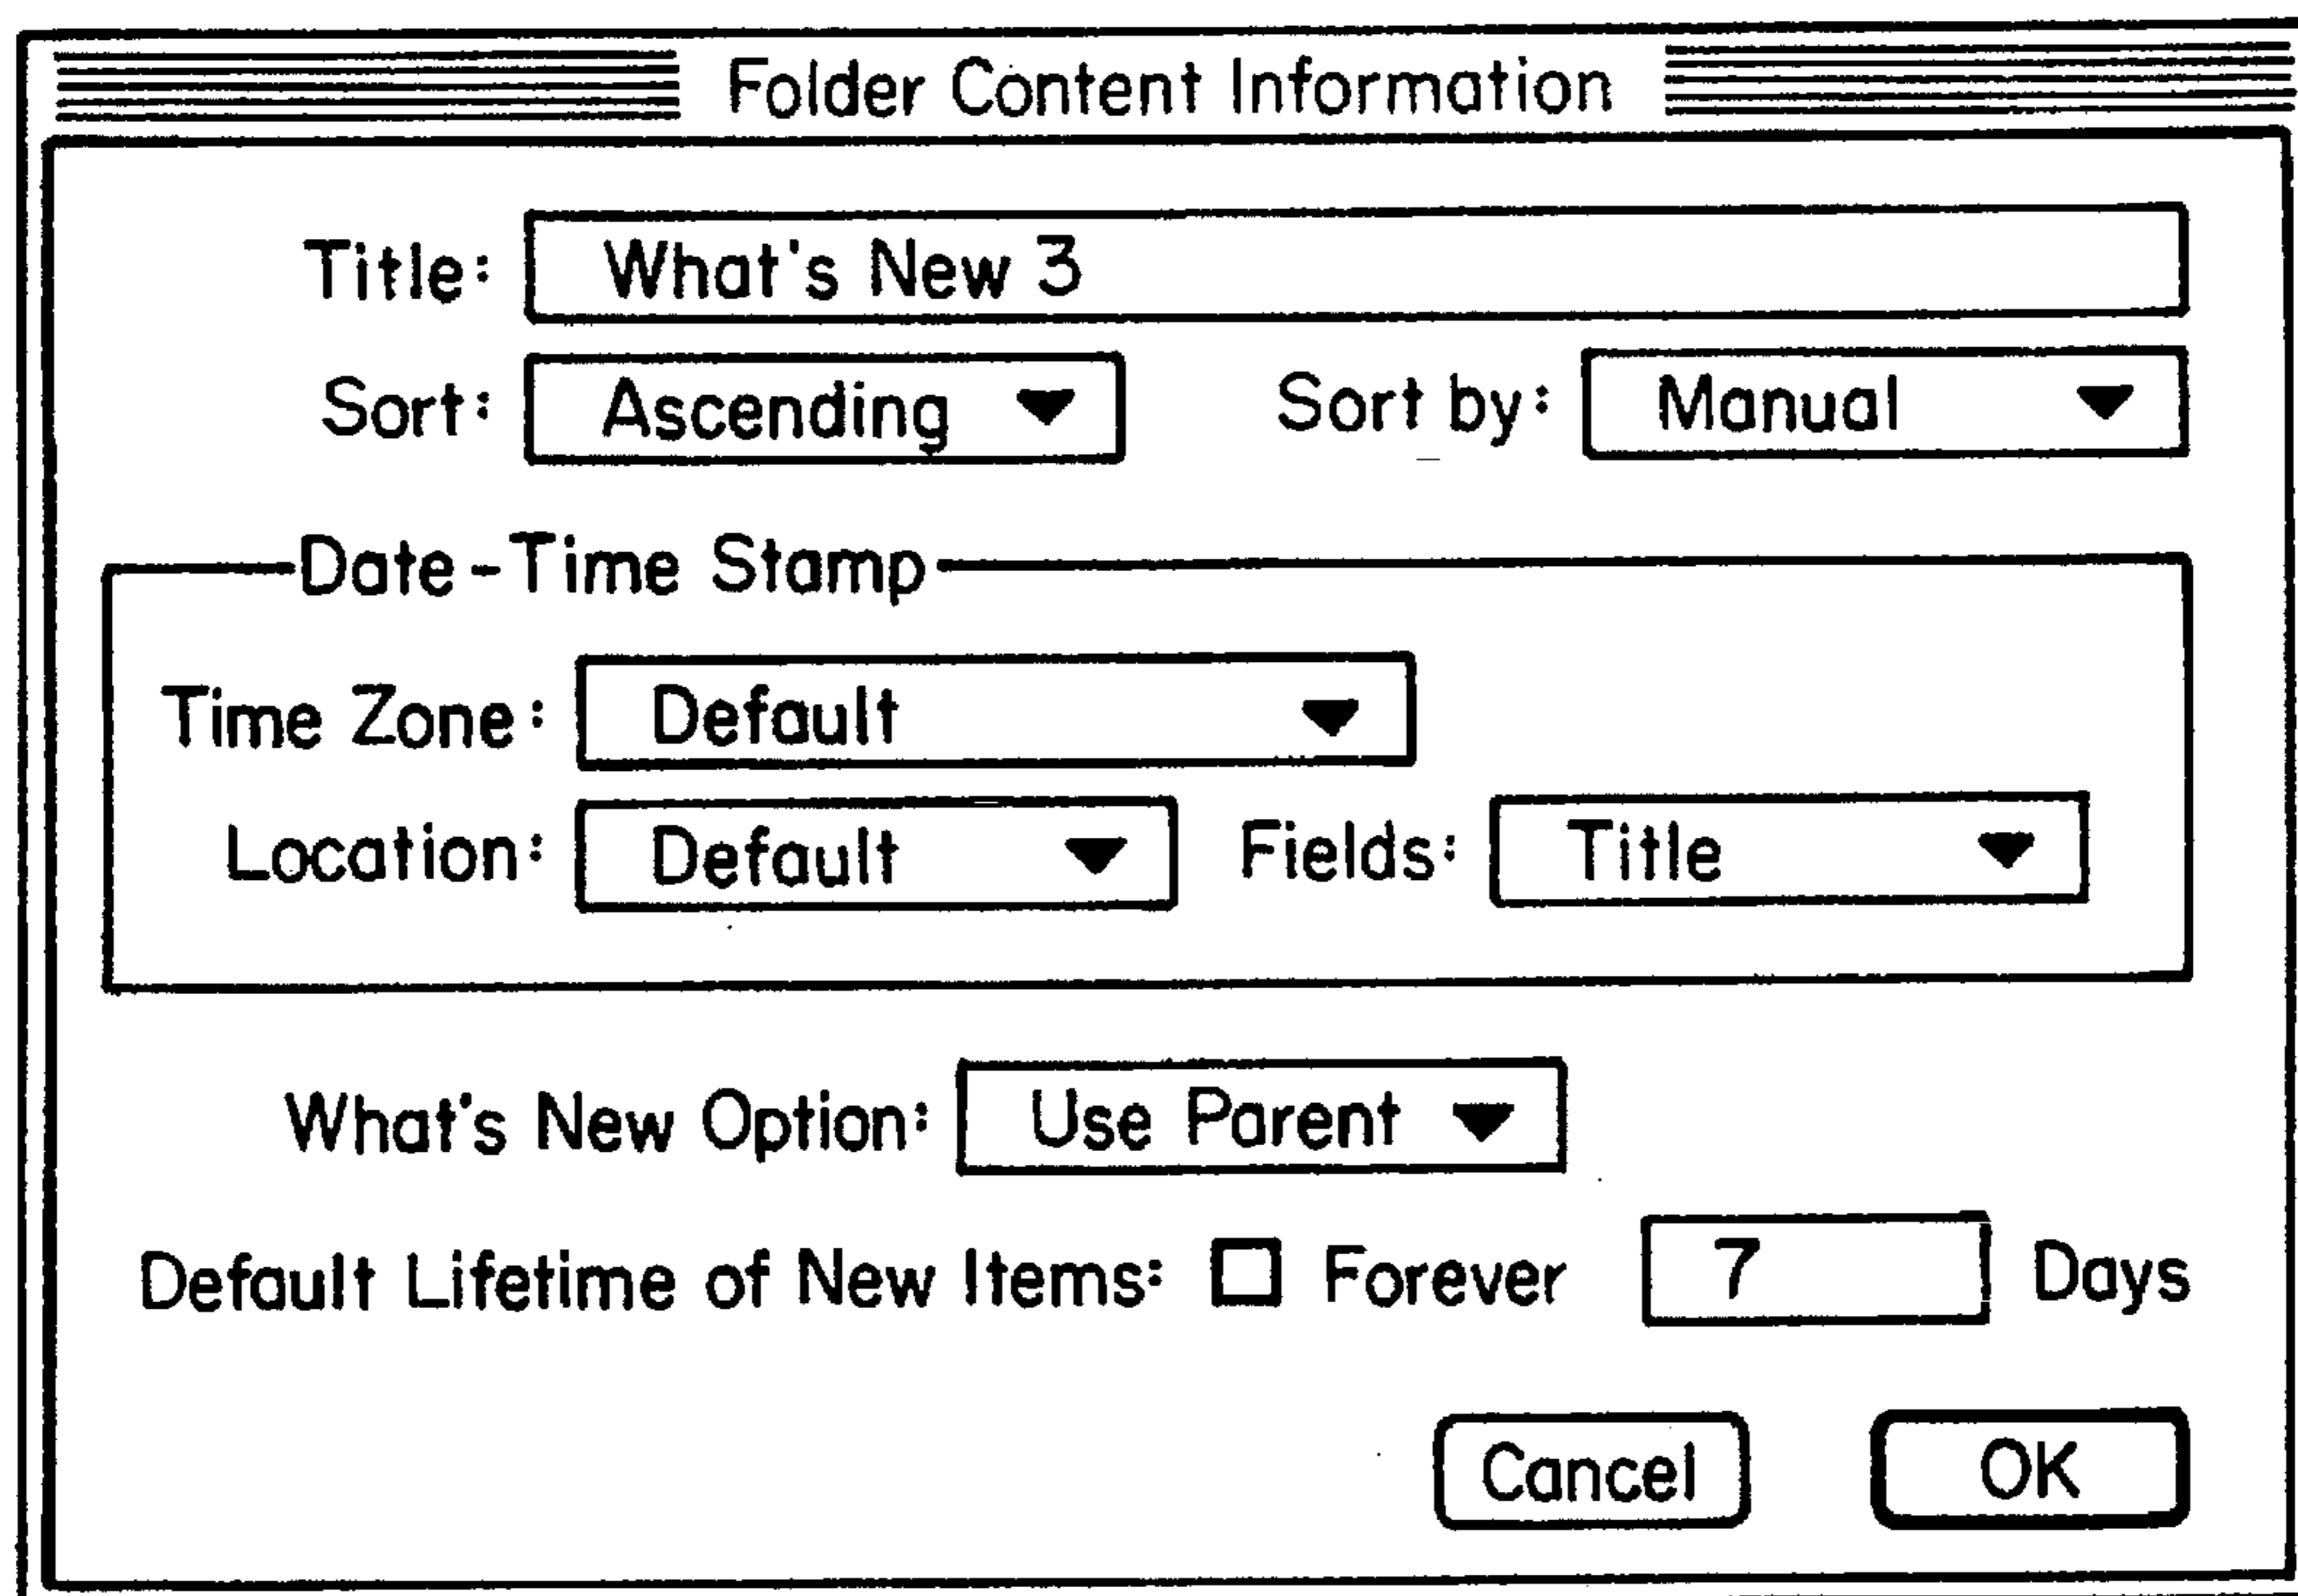 Folder Content Information
Title: What's New 3
Sort: Ascending Sort by: Manual
Date-Time Stamp
Time Zone: Default
Location: Default Fields: Title
What's New Option: Use Parent
Default Lifetime of New Items: Forever 7 Days
Cancel OK